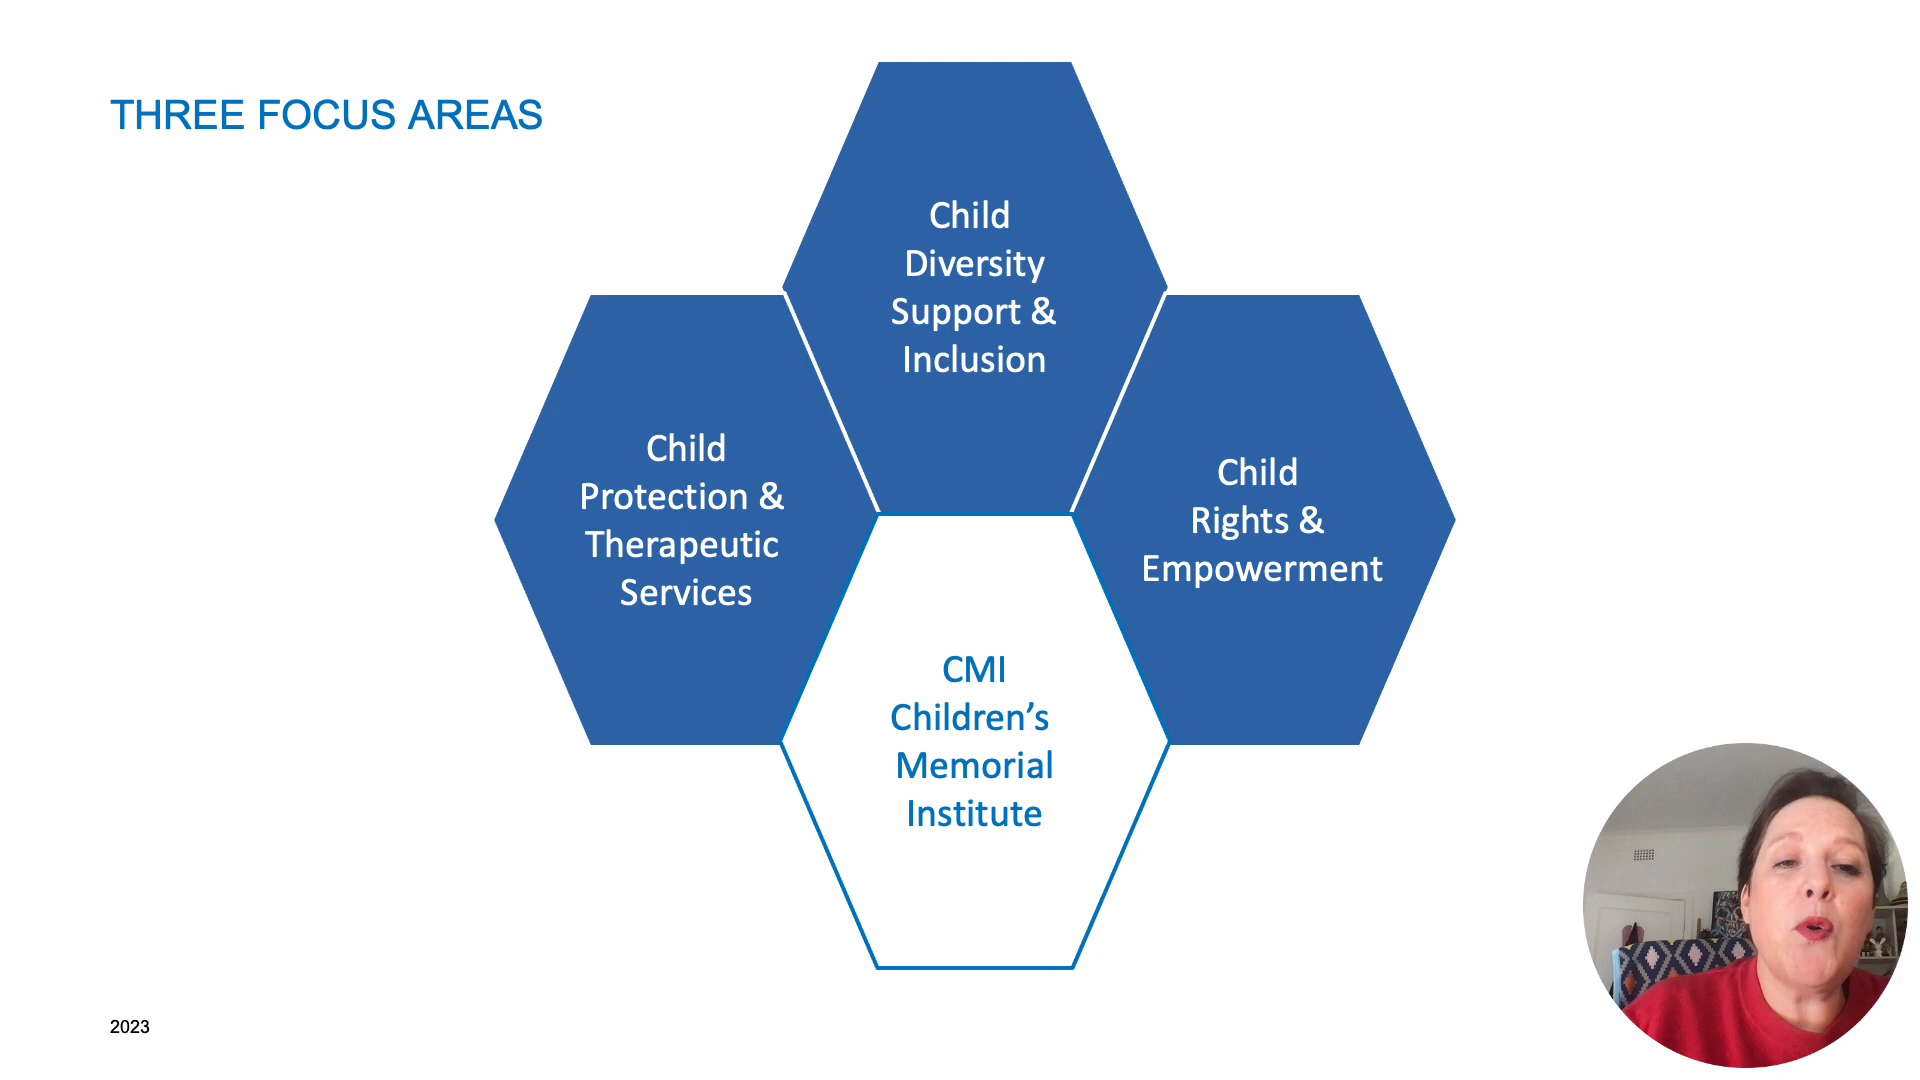 THREE FOCUS AREAS
Child
Diversity
Support &
Inclusion
Child
Protection &
Therapeutic
Services
Child
Rights &
Empowerment
CMI
Children’s
Memorial
Institute
2023